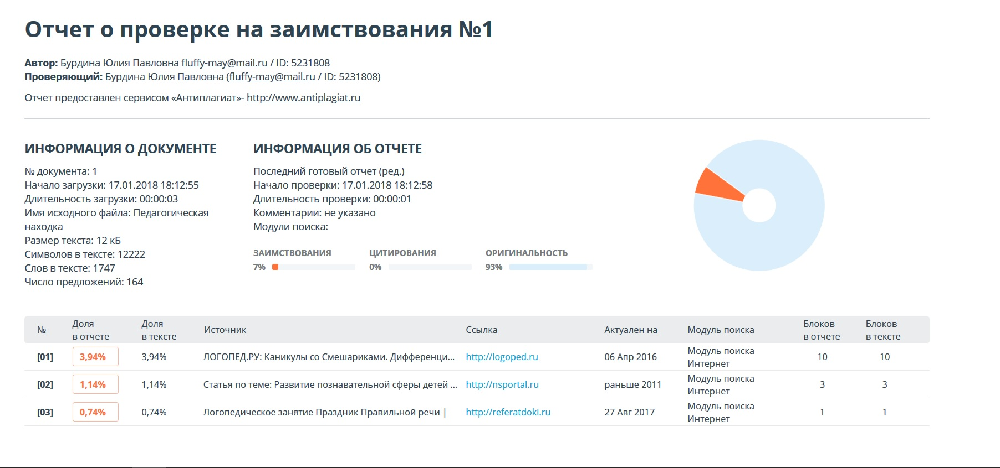 Отчет о проверке на заимствования №1
Автор: Бурдина Юлия Павловна fluffy-may@mail.ru / ID: 5231808
Проверяющий: Бурдина Юлия Павловна (fluffy-may@mail.ru / ID: 5231808)
Отчет предоставлен сервисом «Антиплагиат»- http://www.antiplagiat.ru
ИНФОРМАЦИЯ О ДОКУМЕНТЕ
№ документа: 1
Начало загрузки: 17.01.2018 18:12:55
Длительность загрузки: 00:00:03
Имя исходного файла: Педагогическая
находка
Размер текста: 12 кБ
Символов в тексте: 12222
Слов в тексте: 1747
Число предложений: 164
ИНФОРМАЦИЯ ОБ ОТЧЕТЕ
Последний готовый отчет (ред.)
Начало проверки: 17.01.2018 18:12:58
Длительность проверки: 00:00:01
Комментарии: не указано
Модули поиска:
ЗАИМСТВОВАНИЯ
7%
ЦИТИРОВАНИЯ
0%
ОРИГИНАЛЬНОСТЬ
93%
№
Доля
в отчете
Доля
в тексте
Источник
Ссылка
Актуален на
Модуль поиска
Блоков
в отчете
Блоков
в тексте
[01]
3,94%
3,94%
ЛОГОПЕД.РУ: Каникулы со Смешариками. Дифференци...
http://logoped.ru
06 Апр 2016
Модуль поиска
Интернет
10
10
[02]
1,14%
1,14%
Статья по теме: Развитие познавательной сферы детей ...
http://nsportal.ru
раньше 2011
Модуль поиска
Интернет
3
3
[03]
0,74%
0,74%
Логопедическое занятие Праздник Правильной речи |
http://referatdoki.ru
27 Авг 2017
Модуль поиска
Интернет
1
1